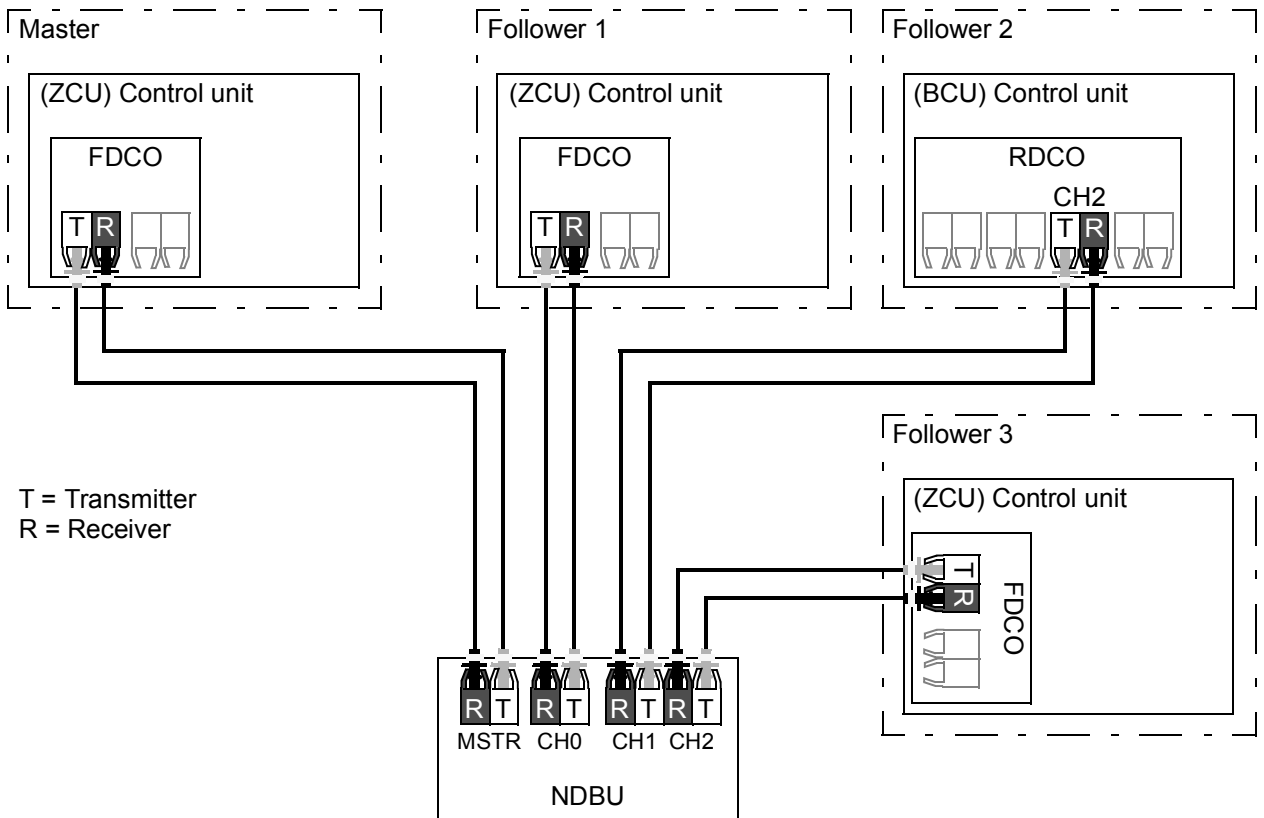 Master
(ZCU) Control unit
FDCO
T R
Follower 1
(ZCU) Control unit
FDCO
T R
Follower 2
(BCU) Control unit
RDCO
CH2
T R
T = Transmitter
R = Receiver
Follower 3
(ZCU) Control unit
T
R
FDCO
R T R T R T R T
MSTR CH0 CH1 CH2
NDBU